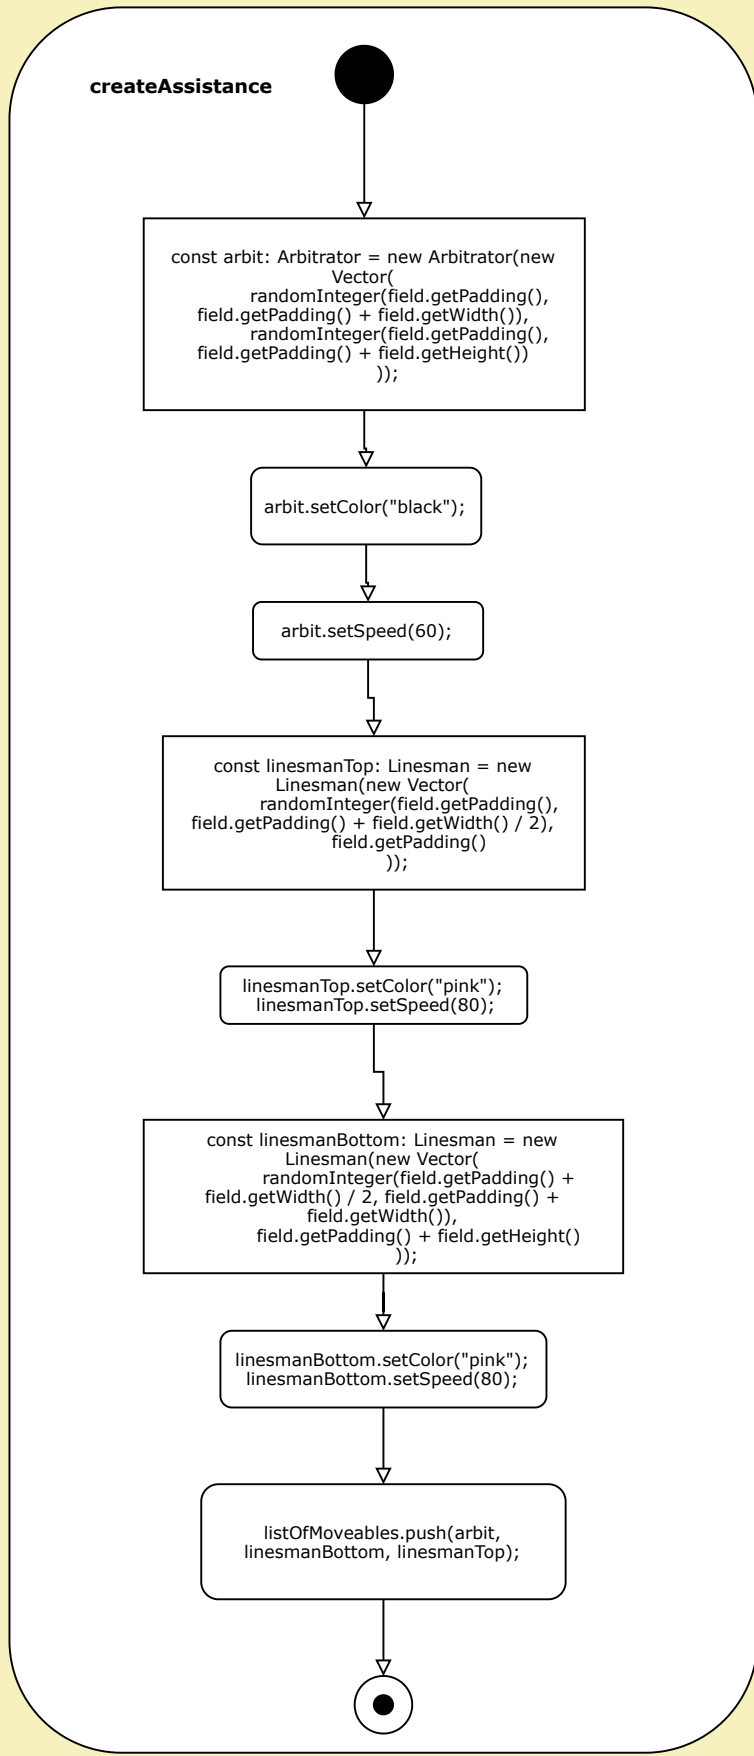 createAssistance
const arbit: Arbitrator = new Arbitrator(new
Vector(
randomInteger(field.getPadding(),
field.getPadding() + field.getWidth()),
randomInteger(field.getPadding(),
field.getPadding() + field.getHeight())
));
arbit.setColor("black");
arbit.setSpeed(60);
const linesmanTop: Linesman = new
Linesman(new Vector(
randomInteger(field.getPadding(),
field.getPadding() + field.getWidth() / 2),
field.getPadding()
));
linesmanTop.setColor("pink");
linesmanTop.setSpeed(80);
const linesmanBottom: Linesman = new
Linesman(new Vector(
randomInteger(field.getPadding() +
field.getWidth() / 2, field.getPadding() +
field.getWidth()),
field.getPadding() + field.getHeight()
));
linesmanBottom.setColor("pink");
linesmanBottom.setSpeed(80);
listOfMoveables.push(arbit,
linesmanBottom, linesmanTop);